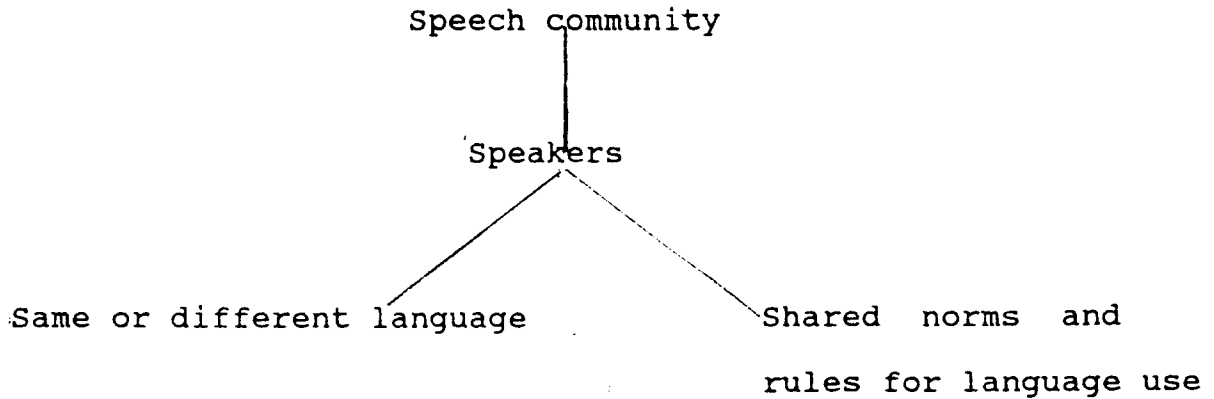 Speech community
Speakers
Same or different language
Shared norms and
rules for language use